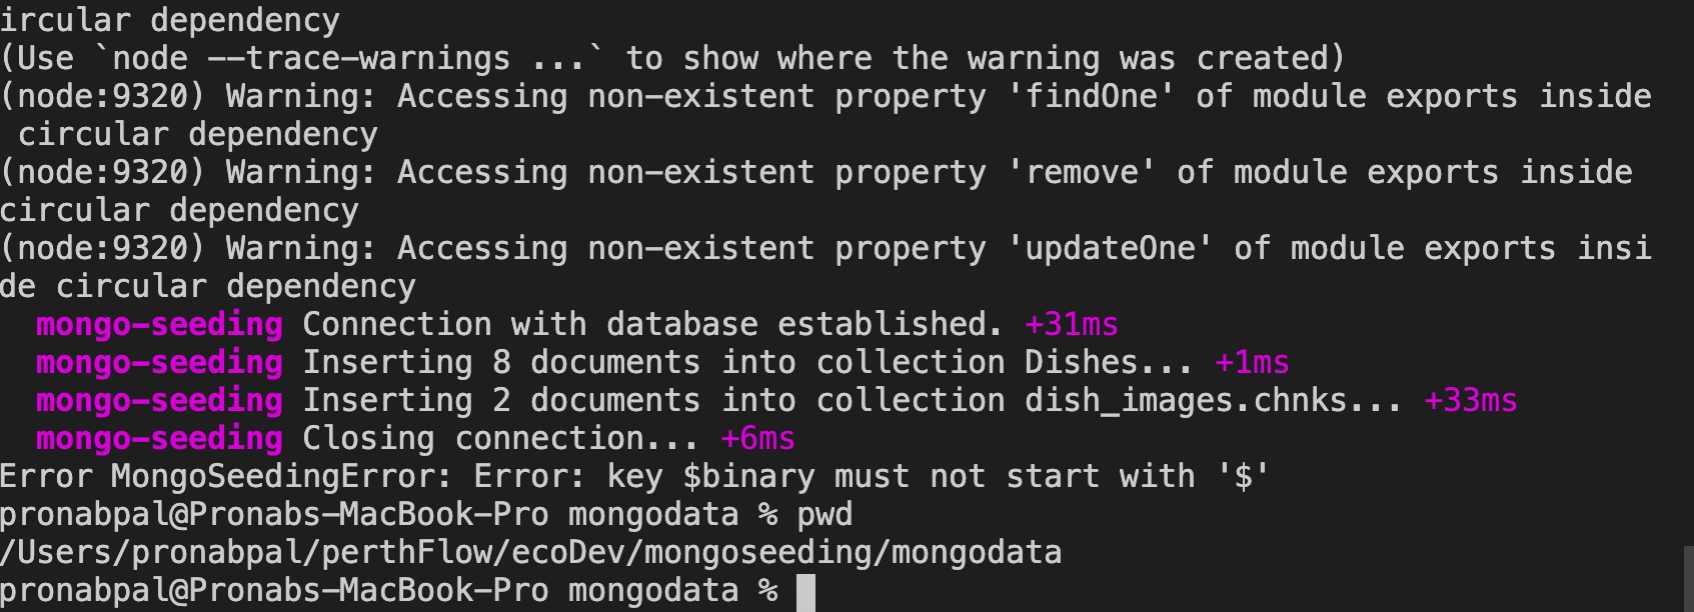 ircular dependency
(Use `node --trace-warnings ...` to show where the warning was created)
(node:9320) Warning: Accessing non-existent property 'findOne' of module exports inside
 circular dependency
(node:9320) Warning: Accessing non-existent property 'remove' of module exports inside
circular dependency
(node:9320) Warning: Accessing non-existent property 'updateOne' of module exports insi
de circular dependency
  mongo-seeding Connection with database established. +31ms
  mongo-seeding Inserting 8 documents into collection Dishes... +1ms
  mongo-seeding Inserting 2 documents into collection dish_images.chnks... +33ms
  mongo-seeding Closing connection... +6ms
Error MongoSeedingError: Error: key $binary must not start with '$'
pronabpal@Pronabs-MacBook-Pro mongodata % pwd
/Users/pronabpal/perthFlow/ecoDev/mongoseeding/mongodata
pronabpal@Pronabs-MacBook-Pro mongodata %